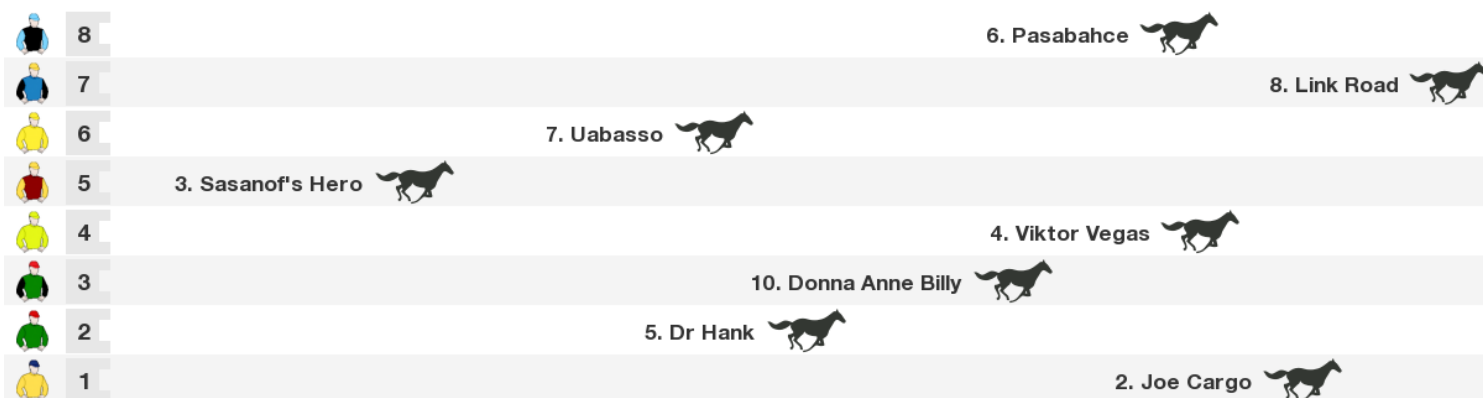 8 6. Pasabahce
7 8. Link Road
6 7. Uabasso
5 3. Sasanof's Hero
4 4. Viktor Vegas
3 10. Donna Anne Billy
2 5. Dr Hank
1 2. Joe Cargo